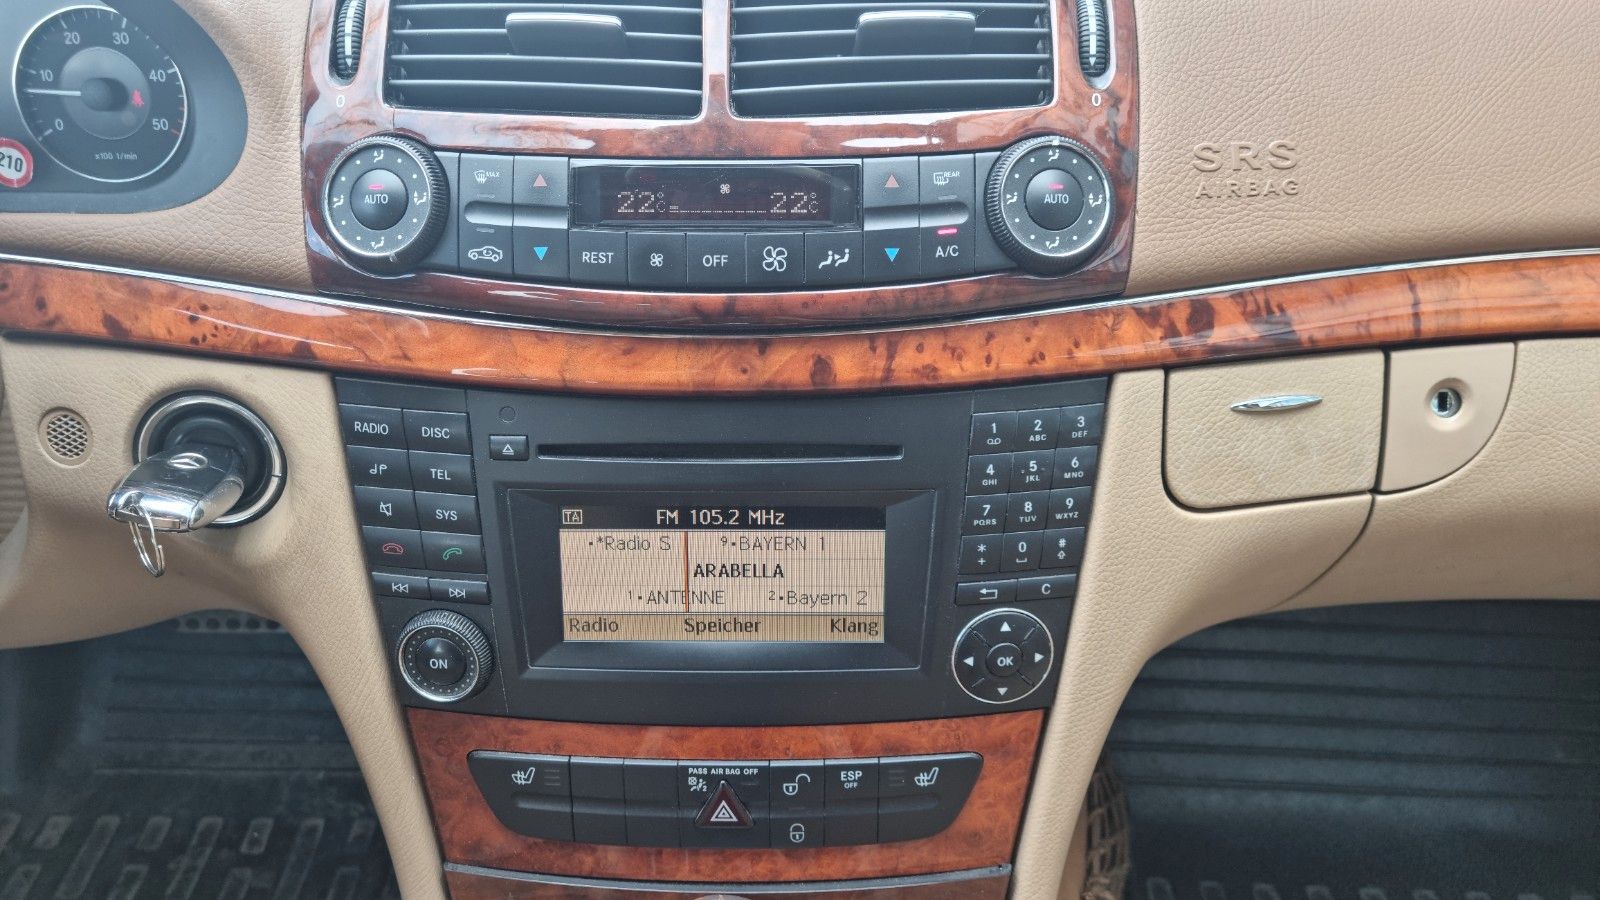 0 10 20 30 40 50
x100 1/min
210
0
0
AUTO
MAX
22°C
22°C
REAR
AUTO
REST
OFF
A/C
SRS
AIRBAG
RADIO
DISC
TEL
SYS
ON
TA FM 105.2 MHz
·*Radio S 9·BAYERN 1
ARABELLA
1·ANTENNE 2·Bayern 2
Radio Speicher Klang
1 2 ABC 3 DEF
4 GHI 5 JKL 6 MNO
7 PQRS 8 TUV 9 WXYZ
* + 0 #
C
OK
PASS AIR BAG OFF
2
ESP
OFF